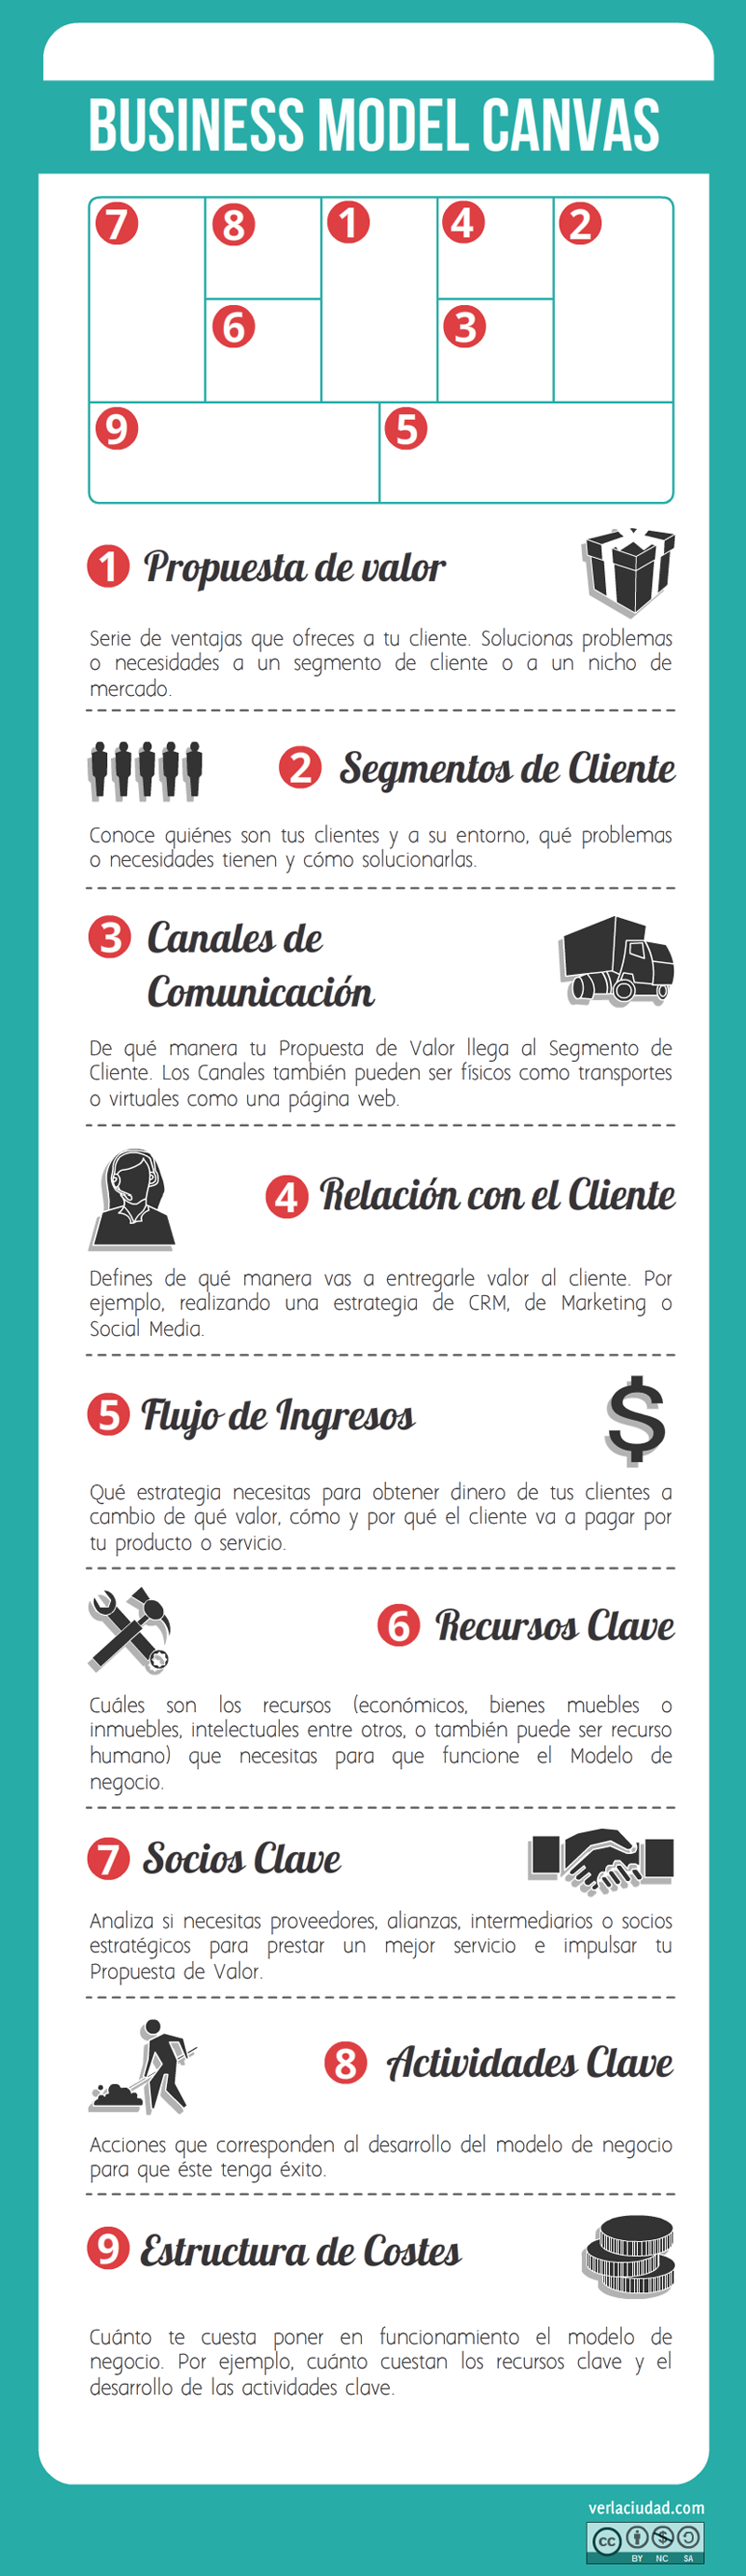 BUSINESS MODEL CANVAS
7 8 1 4 2
6 3
9 5
1 Propuesta de valor
Serie de ventajas que ofreces a tu cliente. Solucionas problemas
o necesidades a un segmento de cliente o a un nicho de
mercado.
2 Segmentos de Cliente
Conoce quiénes son tus clientes y a su entorno, qué problemas
o necesidades tienen y cómo solucionarlas.
3 Canales de
Comunicación
De qué manera tu Propuesta de Valor llega al Segmento de
Cliente. Los Canales también pueden ser físicos como transportes
o virtuales como una página web.
4 Relación con el Cliente
Defines de qué manera vas a entregarle valor al cliente. Por
ejemplo, realizando una estrategia de CRM, de Marketing o
Social Media.
5 Flujo de Ingresos
$
Qué estrategia necesitas para obtener dinero de tus clientes a
cambio de qué valor, cómo y por qué el cliente va a pagar por
tu producto o servicio.
6 Recursos Clave
Cuáles son los recursos (económicos, bienes muebles o
inmuebles, intelectuales entre otros, o también puede ser recurso
humano) que necesitas para que funcione el Modelo de
negocio.
7 Socios Clave
Analiza si necesitas proveedores, alianzas, intermediarios o socios
estratégicos para prestar un mejor servicio e impulsar tu
Propuesta de Valor.
8 Actividades Clave
Acciones que corresponden al desarrollo del modelo de negocio
para que éste tenga éxito.
9 Estructura de Costes
Cuánto te cuesta poner en funcionamiento el modelo de
negocio. Por ejemplo, cuánto cuestan los recursos clave y el
desarrollo de las actividades clave.
verlaciudad.com
cc
BY NC SA